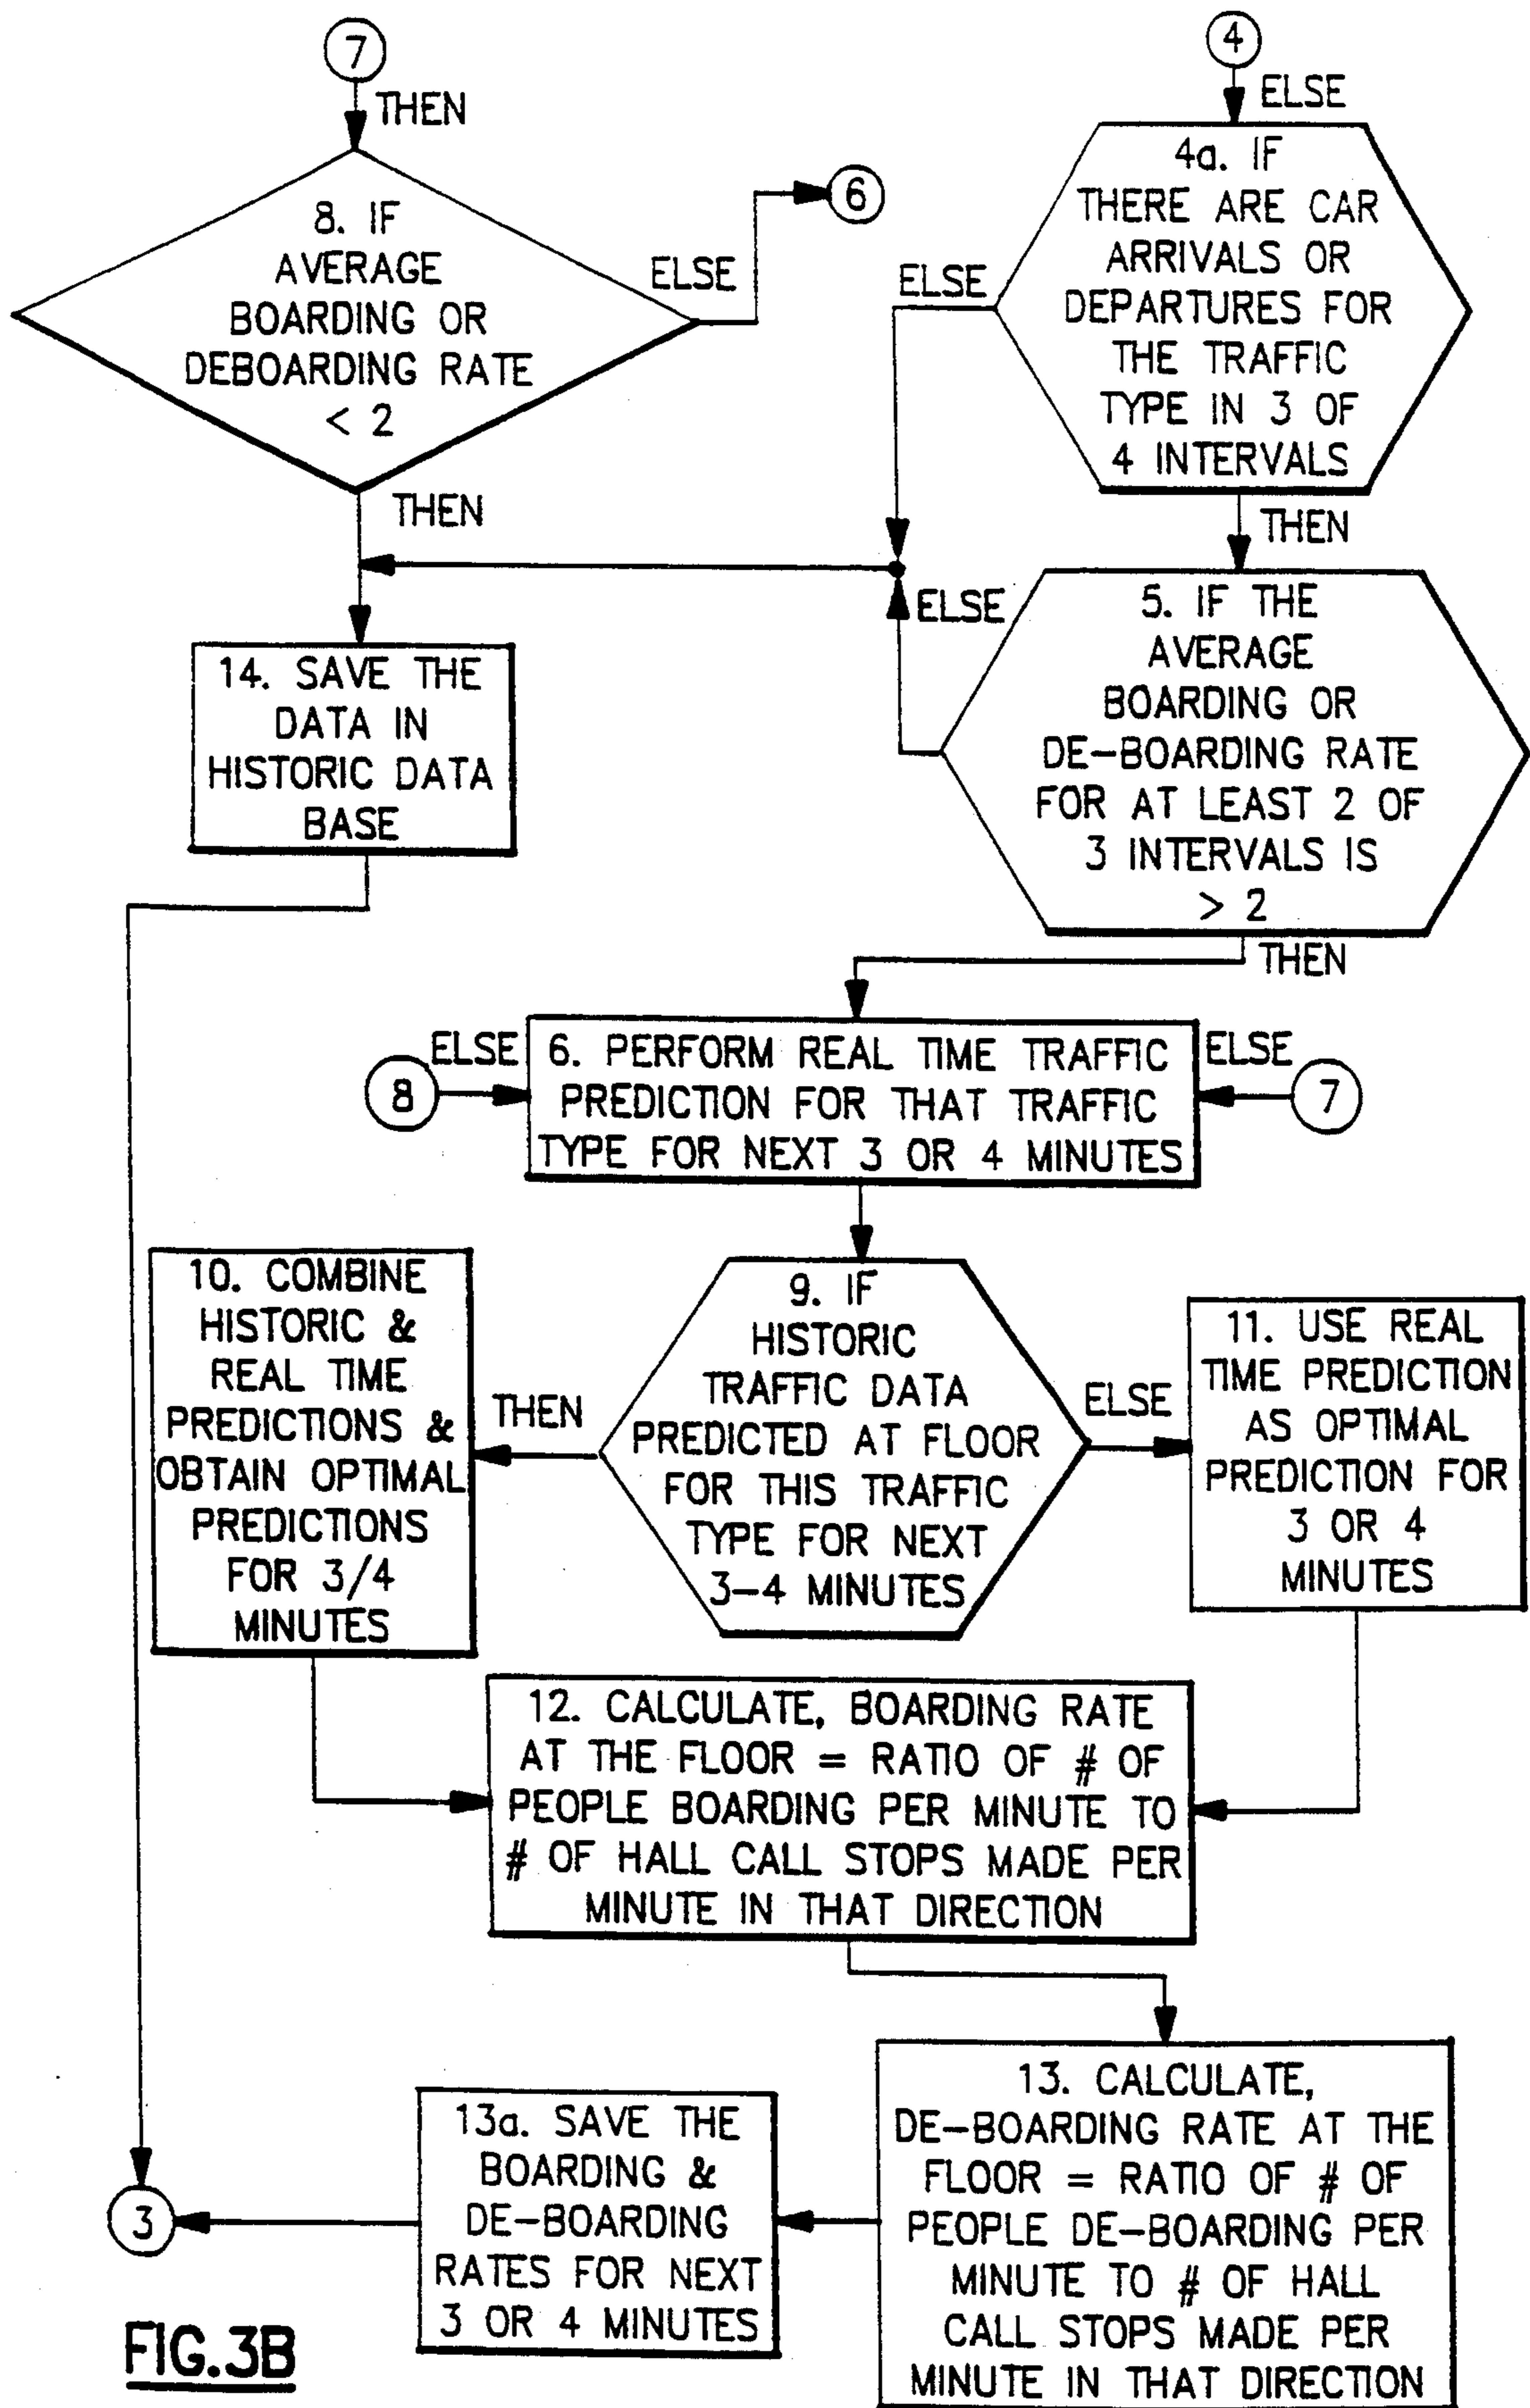 7
THEN
8. IF
AVERAGE
BOARDING OR
DEBOARDING RATE
< 2
ELSE
6
THEN
4
ELSE
4a. IF
THERE ARE CAR
ARRIVALS OR
DEPARTURES FOR
THE TRAFFIC
TYPE IN 3 OF
4 INTERVALS
ELSE
THEN
5. IF THE
AVERAGE
BOARDING OR
DE-BOARDING RATE
FOR AT LEAST 2 OF
3 INTERVALS IS
> 2
ELSE
THEN
14. SAVE THE
DATA IN
HISTORIC DATA
BASE
8
ELSE
6. PERFORM REAL TIME TRAFFIC
PREDICTION FOR THAT TRAFFIC
TYPE FOR NEXT 3 OR 4 MINUTES
ELSE
7
9. IF
HISTORIC
TRAFFIC DATA
PREDICTED AT FLOOR
FOR THIS TRAFFIC
TYPE FOR NEXT
3-4 MINUTES
THEN
10. COMBINE
HISTORIC &
REAL TIME
PREDICTIONS &
OBTAIN OPTIMAL
PREDICTIONS
FOR 3/4
MINUTES
ELSE
11. USE REAL
TIME PREDICTION
AS OPTIMAL
PREDICTION FOR
3 OR 4
MINUTES
12. CALCULATE, BOARDING RATE
AT THE FLOOR = RATIO OF # OF
PEOPLE BOARDING PER MINUTE TO
# OF HALL CALL STOPS MADE PER
MINUTE IN THAT DIRECTION
13. CALCULATE,
DE-BOARDING RATE AT THE
FLOOR = RATIO OF # OF
PEOPLE DE-BOARDING PER
MINUTE TO # OF HALL
CALL STOPS MADE PER
MINUTE IN THAT DIRECTION
13a. SAVE THE
BOARDING &
DE-BOARDING
RATES FOR NEXT
3 OR 4 MINUTES
3
FIG.3B